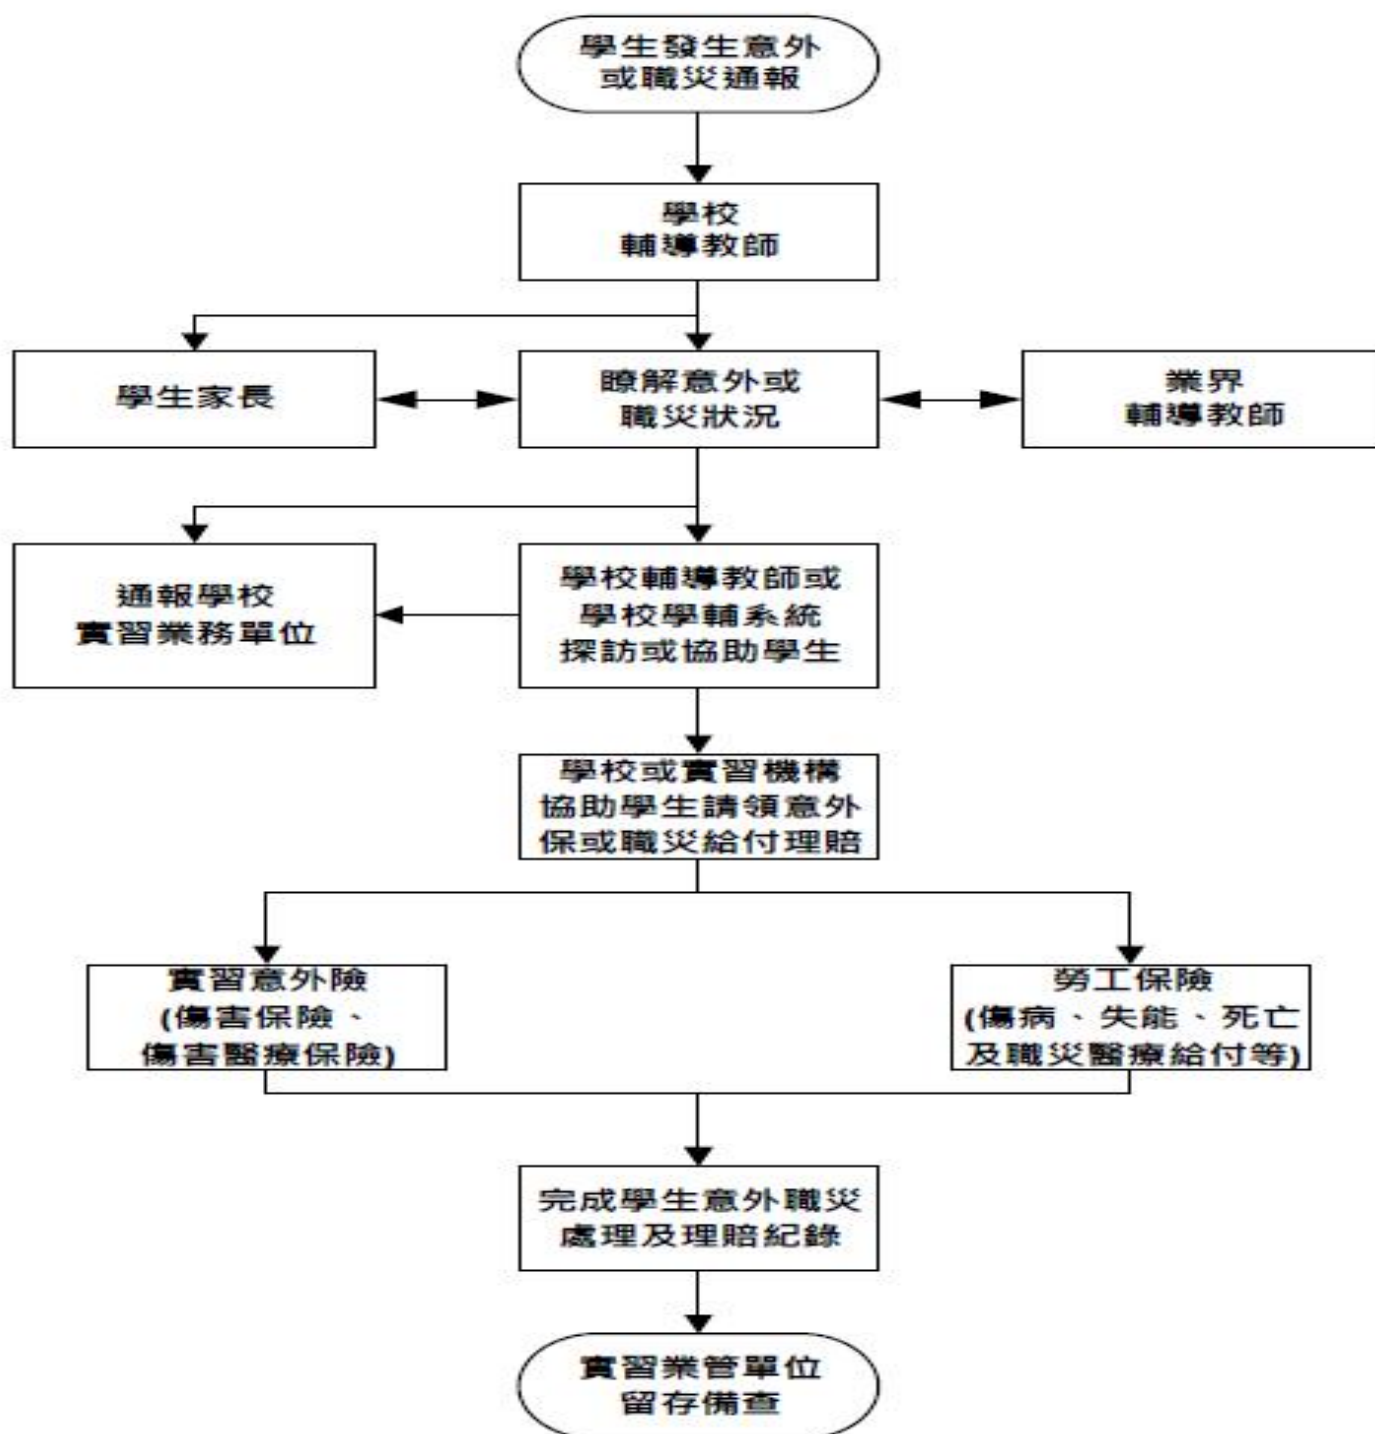 學生發生意外
或職災通報
學校
輔導教師
學生家長
瞭解意外或
職災狀況
業界
輔導教師
通報學校
實習業務單位
學校輔導教師或
學校學輔系統
探訪或協助學生
學校或實習機構
協助學生請領意外
保或職災給付理賠
實習意外險
(傷害保險、
傷害醫療保險)
勞工保險
(傷病、失能、死亡
及職災醫療給付等)
完成學生意外職災
處理及理賠紀錄
實習業管單位
留存備查